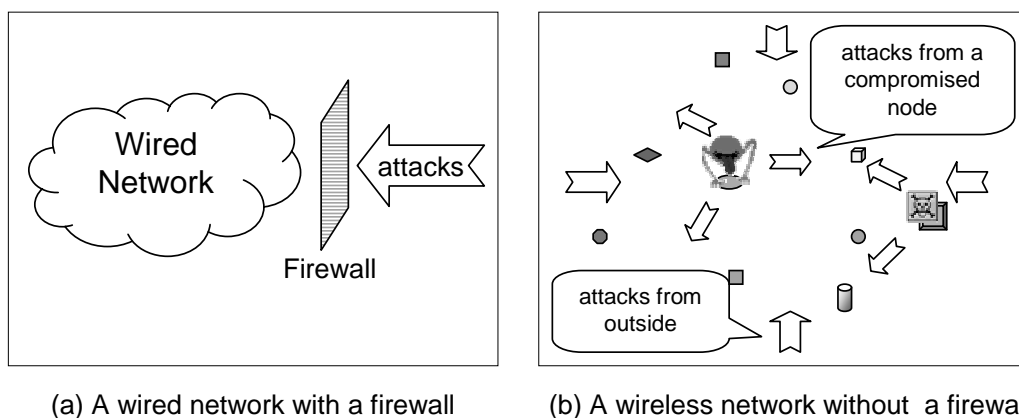 Wired
Network
attacks
Firewall
attacks from a
compromised
node
attacks from
outside
(a) A wired network with a firewall
(b) A wireless network without a firewa